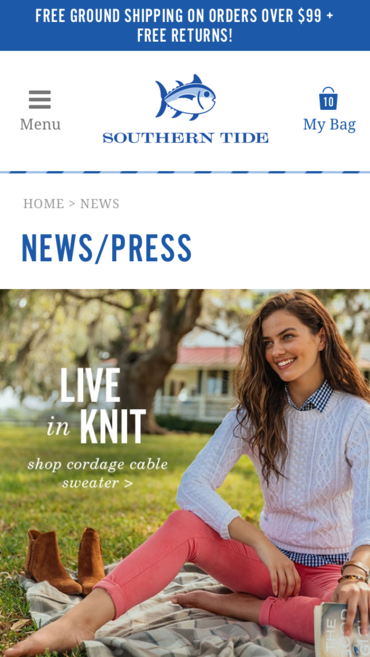 FREE GROUND SHIPPING ON ORDERS OVER $99 +
FREE RETURNS!
Menu
SOUTHERN TIDE
10
My Bag
HOME > NEWS
NEWS/PRESS
LIVE
in KNIT
shop cordage cable
sweater >
THE